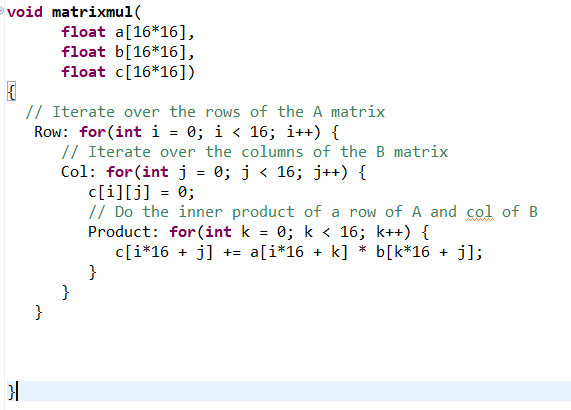 void matrixmul(
      float a[16*16],
      float b[16*16],
      float c[16*16])
{
  // Iterate over the rows of the A matrix
   Row: for(int i = 0; i < 16; i++) {
      // Iterate over the columns of the B matrix
      Col: for(int j = 0; j < 16; j++) {
         c[i][j] = 0;
         // Do the inner product of a row of A and col of B
         Product: for(int k = 0; k < 16; k++) {
            c[i*16 + j] += a[i*16 + k] * b[k*16 + j];
         }
      }
   }
}